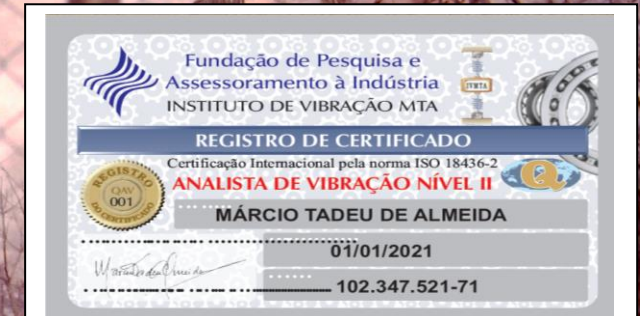 Fundação de Pesquisa e
Assessoramento à Indústria
INSTITUTO DE VIBRAÇÃO MTA
IVMTA
REGISTRO DE CERTIFICADO
Certificação Internacional pela norma ISO 18436-2
ANALISTA DE VIBRAÇÃO NÍVEL II
REGISTRO
QAV
001
DO CERTIFICADO
Q
MÁRCIO TADEU DE ALMEIDA
01/01/2021
102.347.521-71